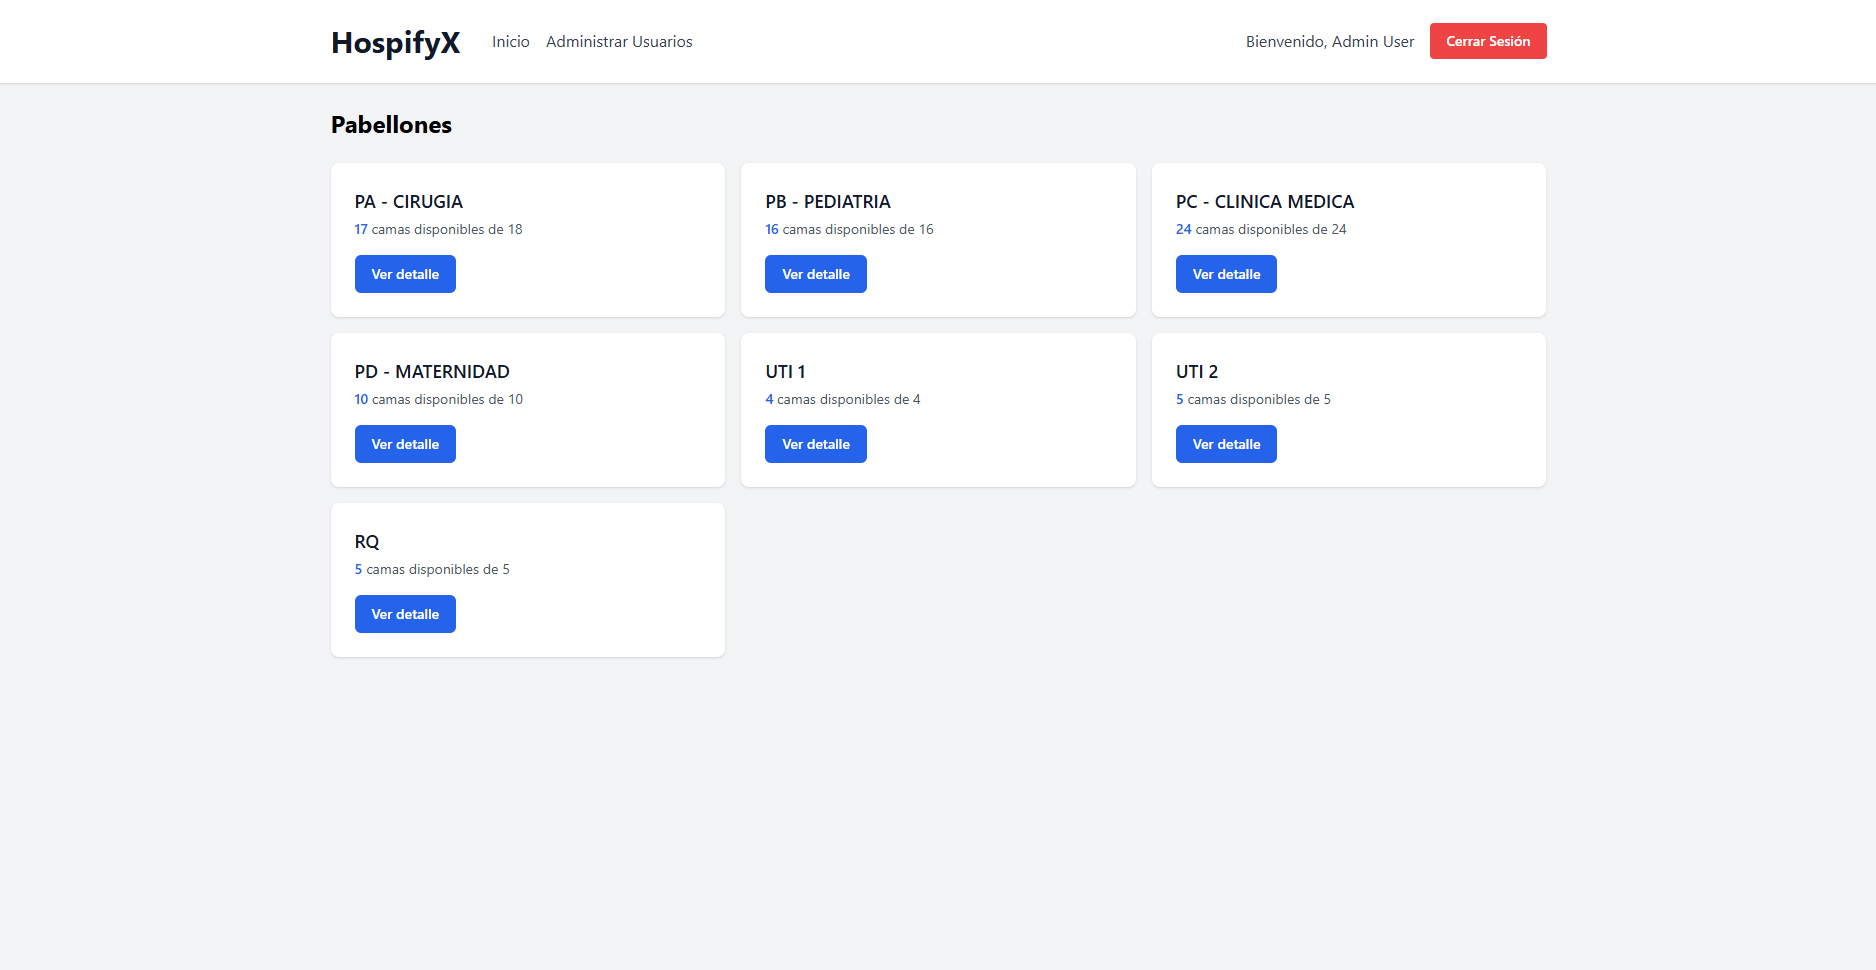 HospifyX
Inicio
Administrar Usuarios
Bienvenido, Admin User
Cerrar Sesión
Pabellones
PA - CIRUGIA
17 camas disponibles de 18
Ver detalle
PB - PEDIATRIA
16 camas disponibles de 16
Ver detalle
PC - CLINICA MEDICA
24 camas disponibles de 24
Ver detalle
PD - MATERNIDAD
10 camas disponibles de 10
Ver detalle
UTI 1
4 camas disponibles de 4
Ver detalle
UTI 2
5 camas disponibles de 5
Ver detalle
RQ
5 camas disponibles de 5
Ver detalle